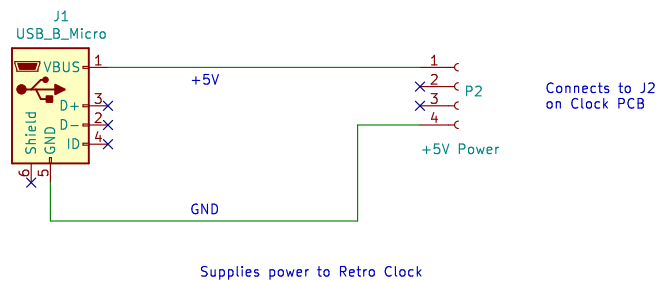 J1
USB_B_Micro
VBUS 1
+5V
D+ 3
D- 2
ID 4
Shield
GND
6
5
1
2
3
4
P2
+5V Power
Connects to J2
on Clock PCB
GND
Supplies power to Retro Clock